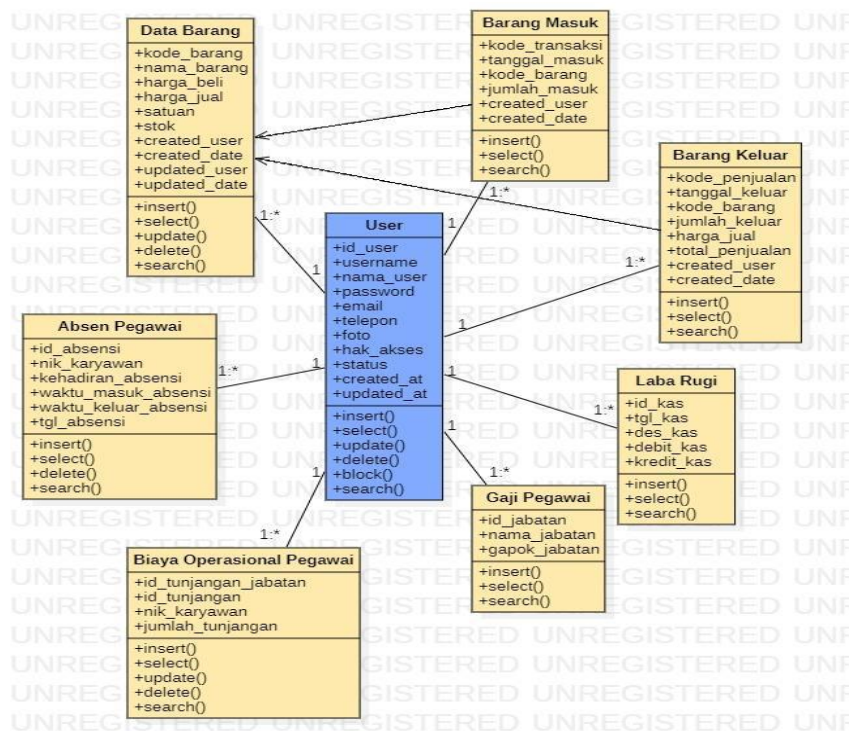 Data Barang
+kode_barang
+nama_barang
+harga_beli
+harga_jual
+satuan
+stok
+created_user
+created_date
+updated_user
+updated_date
+insert()
+select()
+update()
+delete()
+search()
Barang Masuk
+kode_transaksi
+tanggal_masuk
+kode_barang
+jumlah_masuk
+created_user
+created_date
+insert()
+select()
+search()
Barang Keluar
+kode_penjualan
+tanggal_keluar
+kode_barang
+jumlah_keluar
+harga_jual
+total_penjualan
+created_user
+created_date
+insert()
+select()
+search()
1:*
1
1:*
1
1:*
1
User
+id_user
+username
+nama_user
+password
+email
+telepon
+foto
+hak_akses
+status
+created_at
+updated_at
+insert()
+select()
+update()
+delete()
+block()
+search()
Absen Pegawai
+id_absensi
+nik_karyawan
+kehadiran_absensi
+waktu_masuk_absensi
+waktu_keluar_absensi
+tgl_absensi
+insert()
+select()
+delete()
+search()
1:*
1
1
1:*
Laba Rugi
+id_kas
+tgl_kas
+des_kas
+debit_kas
+kredit_kas
+insert()
+select()
+search()
1
1:*
Gaji Pegawai
+id_jabatan
+nama_jabatan
+gapok_jabatan
+insert()
+select()
+search()
1
1:*
Biaya Operasional Pegawai
+id_tunjangan_jabatan
+id_tunjangan
+nik_karyawan
+jumlah_tunjangan
+insert()
+select()
+update()
+delete()
+search()
UNREGISTERED